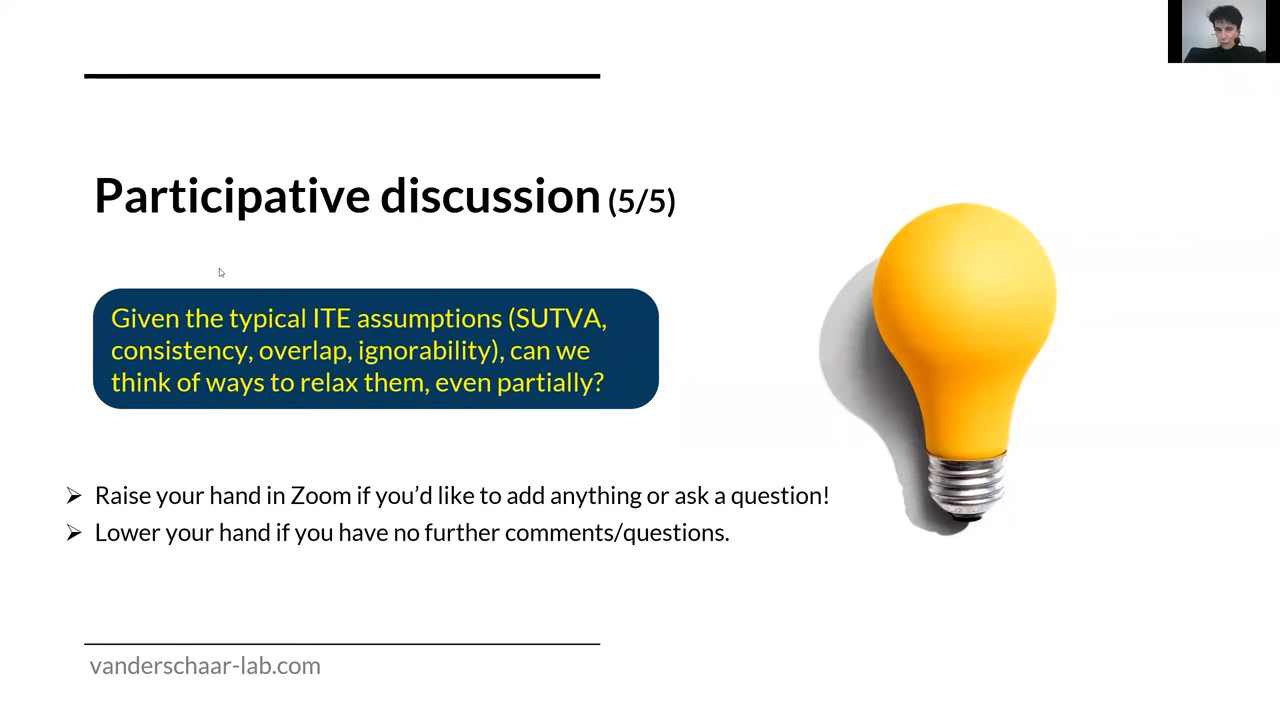 Participative discussion (5/5)
Given the typical ITE assumptions (SUTVA,
consistency, overlap, ignorability), can we
think of ways to relax them, even partially?
Raise your hand in Zoom if you’d like to add anything or ask a question!
Lower your hand if you have no further comments/questions.
vanderschaar-lab.com